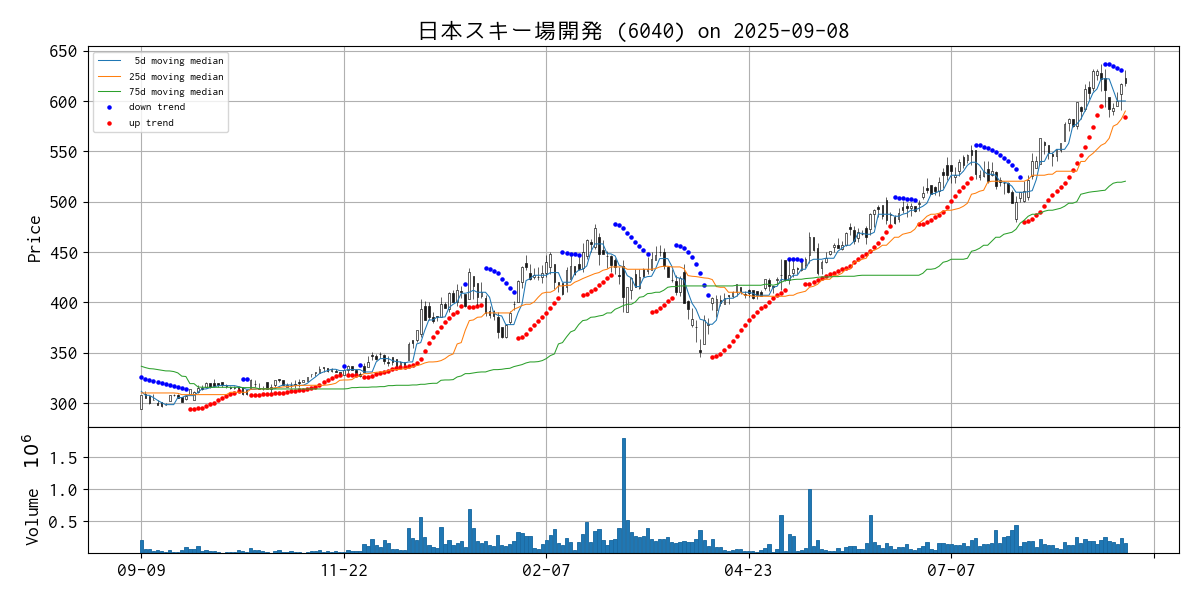 日本スキー場開発 (6040) on 2025-09-08
5d moving median
25d moving median
75d moving median
down trend
up trend
650
600
550
500
450
400
350
300
Price
1.5
1.0
0.5
Volume 10^6
09-09
11-22
02-07
04-23
07-07